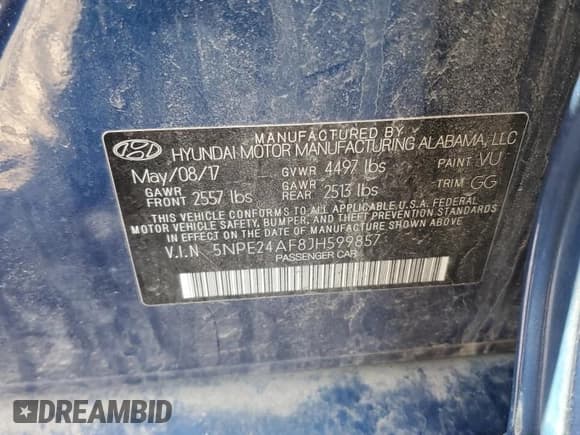 MANUFACTURED BY
HYUNDAI MOTOR MANUFACTURING ALABAMA, LLC
May/08/17 GVWR 4497 lbs PAINT VU
GAWR FRONT 2557 lbs GAWR REAR 2513 lbs TRIM GG
THIS VEHICLE CONFORMS TO ALL APPLICABLE U.S.A. FEDERAL
MOTOR VEHICLE SAFETY, BUMPER, AND THEFT PREVENTION STANDARDS
IN EFFECT ON THE DATE OF MANUFACTURE SHOWN ABOVE.
V.I.N 5NPE24AF8JH599857
PASSENGER CAR
DREAMBID